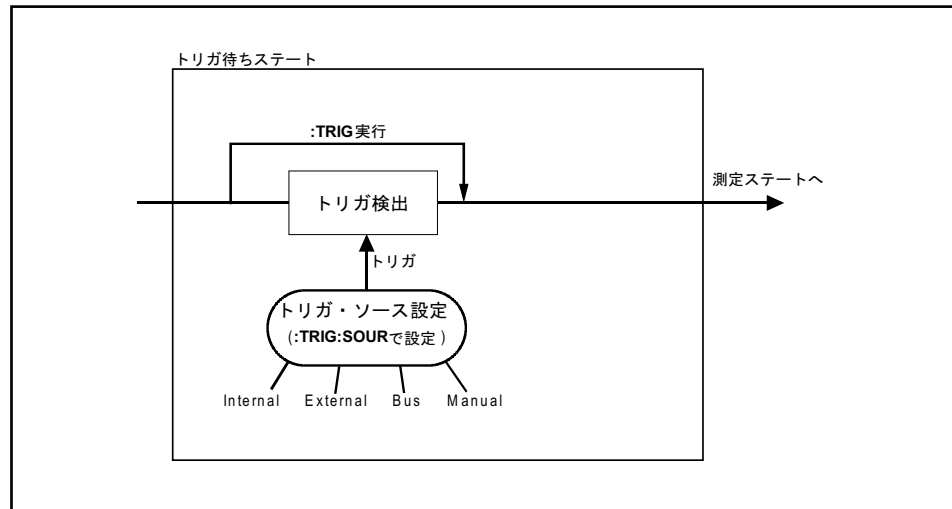 トリガ待ちステート
:TRIG実行
測定ステートへ
トリガ検出
トリガ
トリガ・ソース設定
(:TRIG:SOURで設定)
Internal External Bus Manual